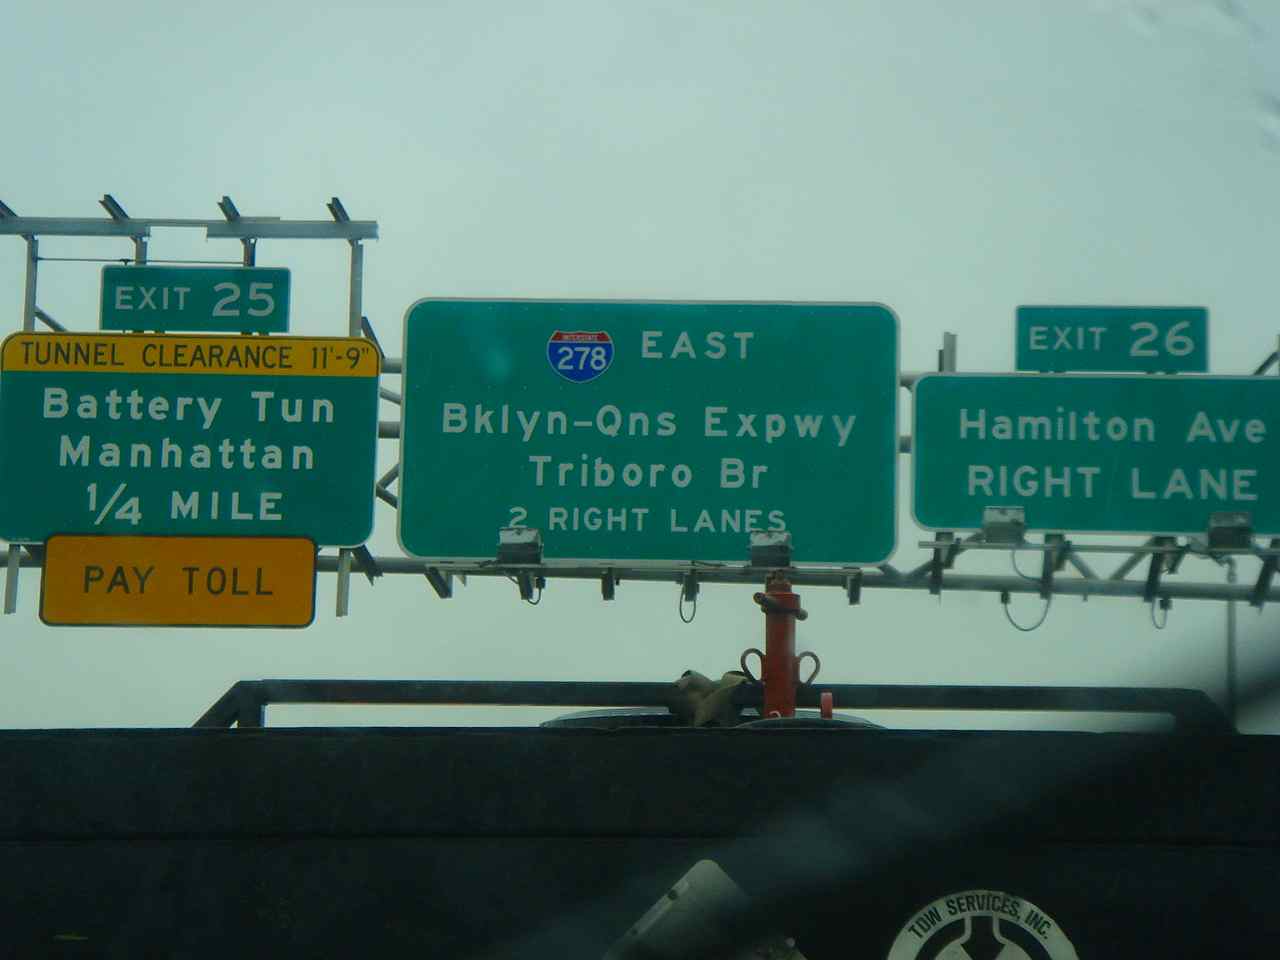 EXIT 25
TUNNEL CLEARANCE 11'-9"
Battery Tun
Manhattan
1/4 MILE
PAY TOLL
INTERSTATE
278
EAST
Bklyn-Qns Expwy
Triboro Br
2 RIGHT LANES
EXIT 26
Hamilton Ave
RIGHT LANE
TOW SERVICES, INC.